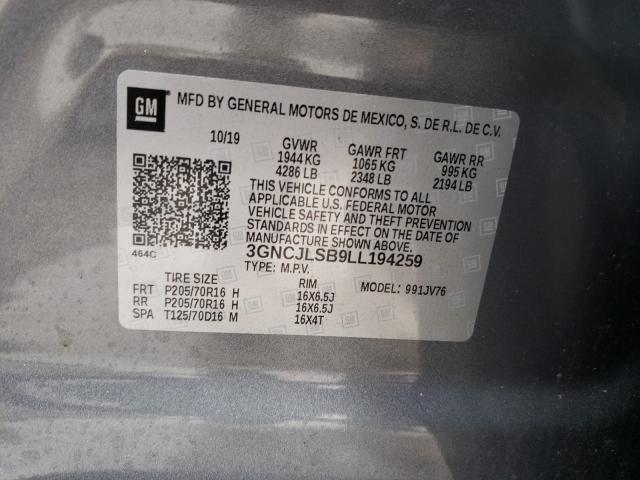 GM
MFD BY GENERAL MOTORS DE MEXICO, S. DE R.L. DE C.V.
10/19 GVWR GAWR FRT GAWR RR
1944 KG 1065 KG 995 KG
4286 LB 2348 LB 2194 LB
THIS VEHICLE CONFORMS TO ALL
APPLICABLE U.S. FEDERAL MOTOR
VEHICLE SAFETY AND THEFT PREVENTION
STANDARDS IN EFFECT ON THE DATE OF
MANUFACTURE SHOWN ABOVE.
464C
3GNCJLSB9LL194259
TYPE: M.P.V.
TIRE SIZE RIM MODEL: 991JV76
FRT P205/70R16 H 16X6.5J
RR P205/70R16 H 16X6.5J
SPA T125/70D16 M 16X4T